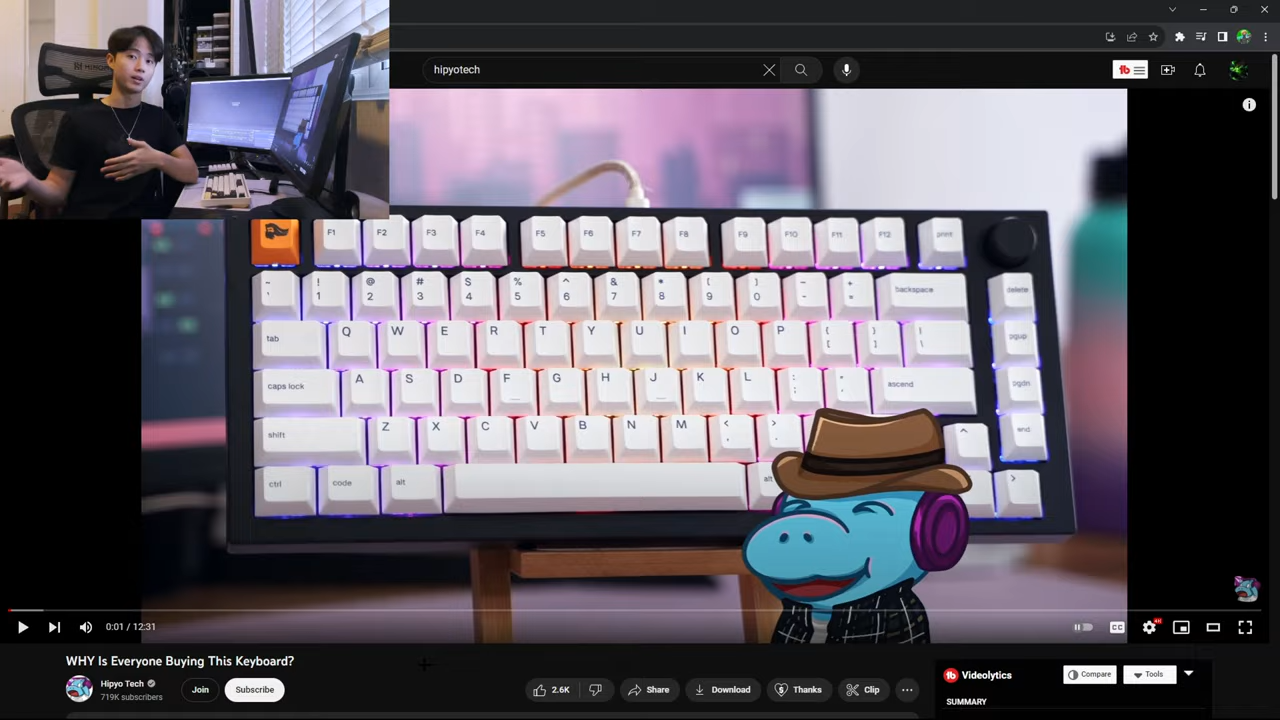 hipyotech
F1 F2 F3 F4 F5 F6 F7 F8 F9 F10 F11 F12 print
~ ` ! 1 @ 2 # 3 $ 4 % 5 ^ 6 & 7 * 8 ( 9 ) 0 - + = backspace delete
tab Q W E R T Y U I O P { [ } ] | \ pgup
caps lock A S D F G H J K L : ; ascend pgdn
shift Z X C V B N M < , > . ^ end
ctrl code alt alt >
0:01 / 12:31
CC
WHY Is Everyone Buying This Keyboard?
Hipyo Tech
719K subscribers
Join
Subscribe
2.6K
Share
Download
Thanks
Clip
Videolytics
Compare
Tools
SUMMARY